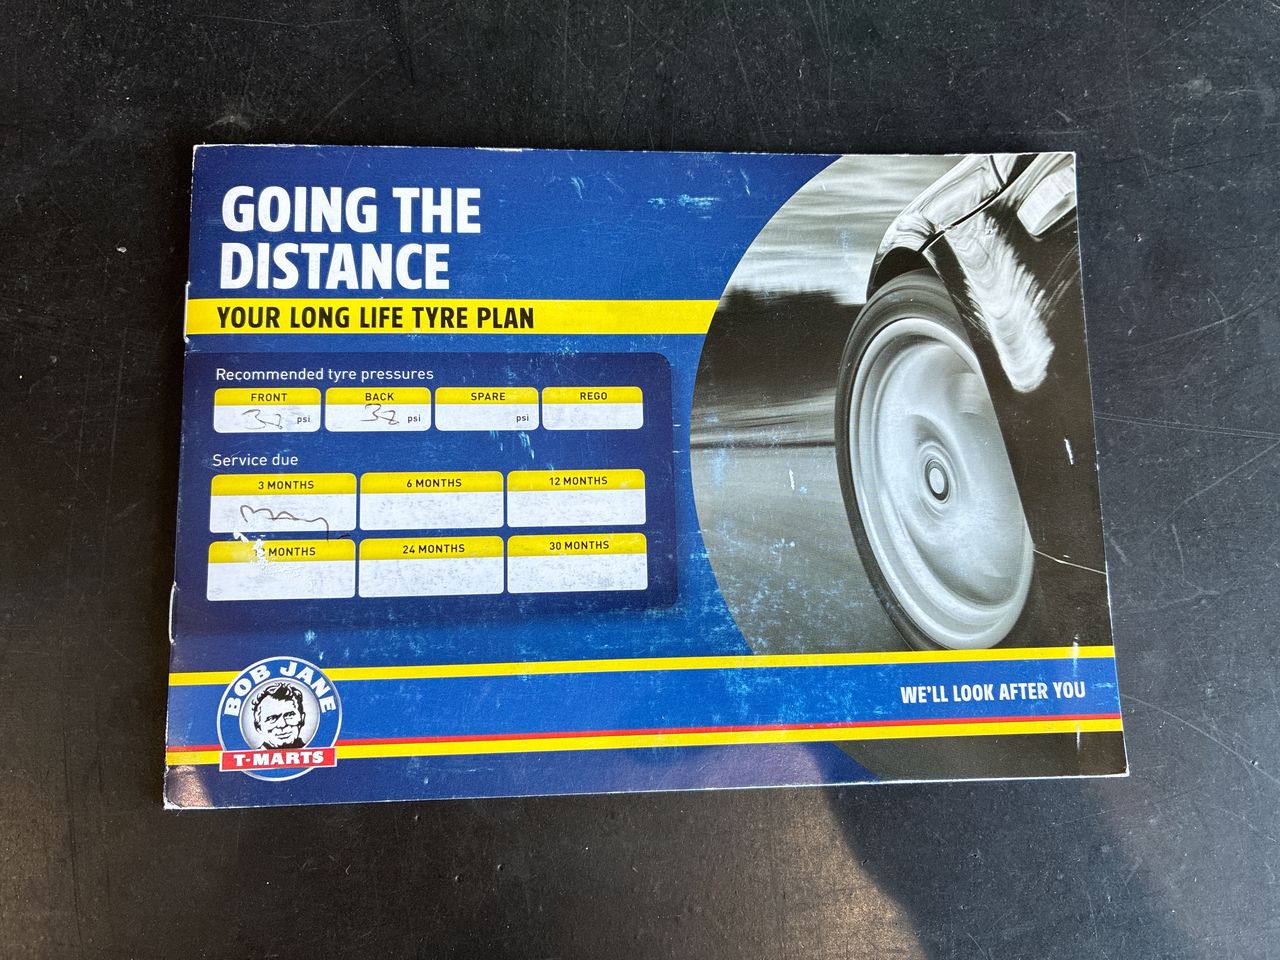 GOING THE
DISTANCE
YOUR LONG LIFE TYRE PLAN
Recommended tyre pressures
FRONT BACK SPARE REGO
psi psi psi
Service due
3 MONTHS 6 MONTHS 12 MONTHS
May
MONTHS 24 MONTHS 30 MONTHS
BOB JANE
T-MARTS
WE'LL LOOK AFTER YOU